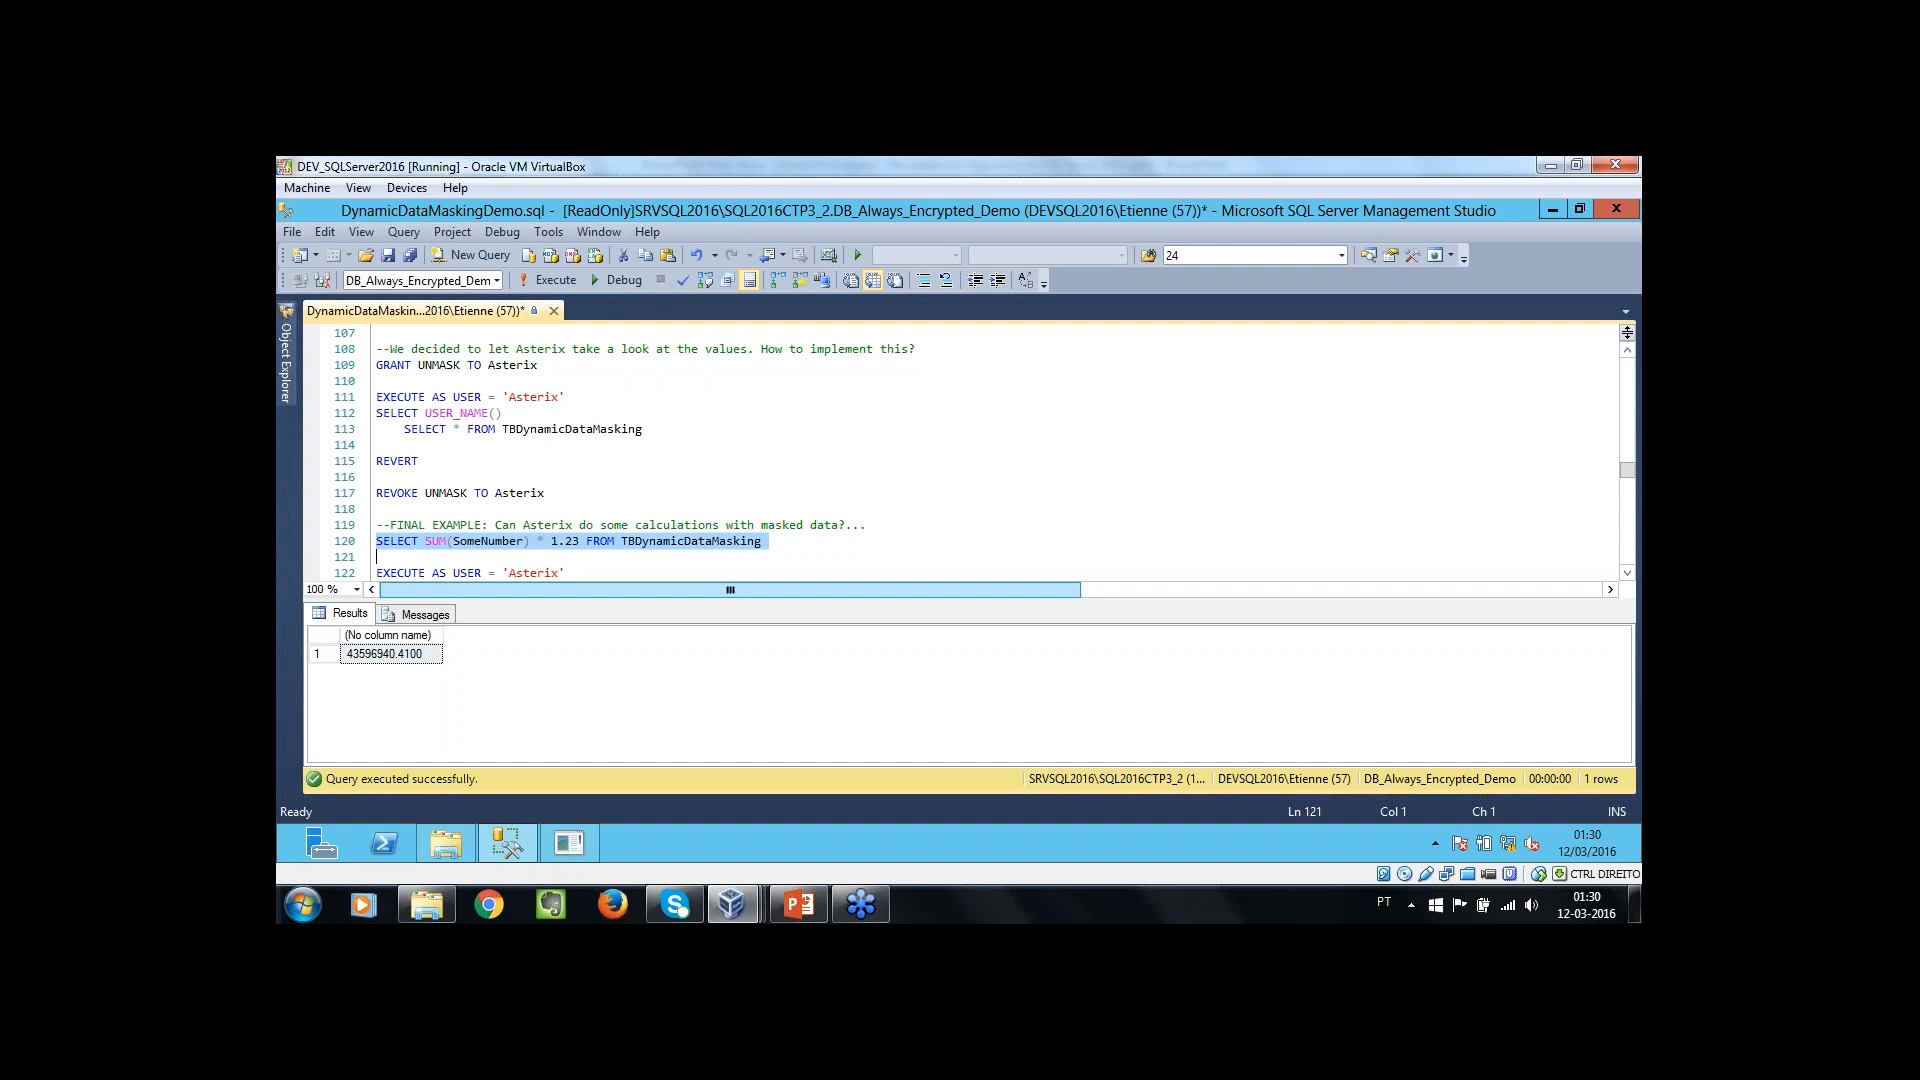 DEV_SQLServer2016 [Running] - Oracle VM VirtualBox
Machine View Devices Help
DynamicDataMaskingDemo.sql - [ReadOnly]SRVSQL2016\SQL2016CTP3_2.DB_Always_Encrypted_Demo (DEVSQL2016\Etienne (57))* - Microsoft SQL Server Management Studio
File Edit View Query Project Debug Tools Window Help
New Query 24
DB_Always_Encrypted_Dem Execute Debug
DynamicDataMaskin...2016\Etienne (57))*
Object Explorer
107
108 --We decided to let Asterix take a look at the values. How to implement this?
109 GRANT UNMASK TO Asterix
110
111 EXECUTE AS USER = 'Asterix'
112 SELECT USER_NAME()
113 SELECT * FROM TBDynamicDataMasking
114
115 REVERT
116
117 REVOKE UNMASK TO Asterix
118
119 --FINAL EXAMPLE: Can Asterix do some calculations with masked data?...
120 SELECT SUM(SomeNumber) * 1.23 FROM TBDynamicDataMasking
121
122 EXECUTE AS USER = 'Asterix'
100 %
Results Messages
(No column name)
1 43596940.4100
Query executed successfully. SRVSQL2016\SQL2016CTP3_2 (1... DEVSQL2016\Etienne (57) DB_Always_Encrypted_Demo 00:00:00 1 rows
Ready Ln 121 Col 1 Ch 1 INS
01:30
12/03/2016
CTRL DIREITO
PT 01:30
12-03-2016